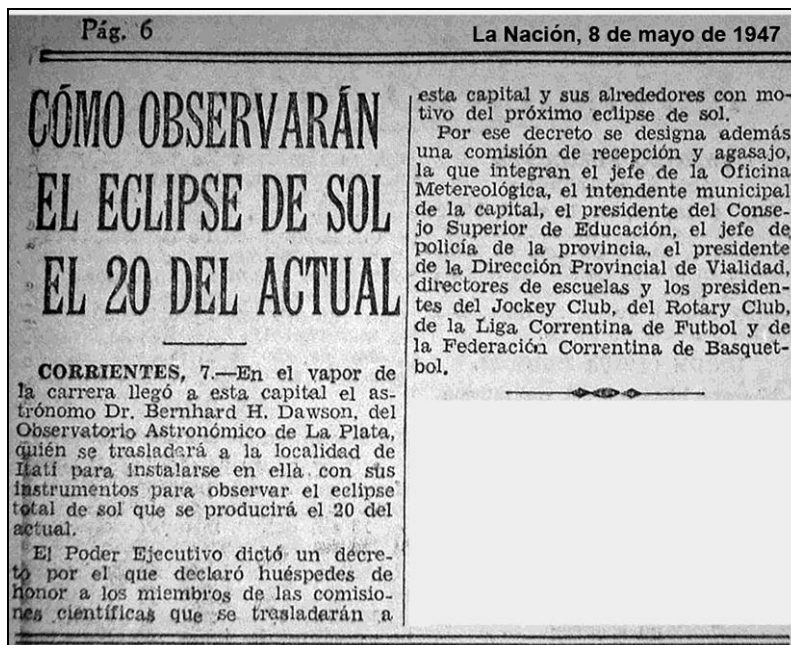 Pág. 6
La Nación, 8 de mayo de 1947
CÓMO OBSERVARÁN
EL ECLIPSE DE SOL
EL 20 DEL ACTUAL
CORRIENTES, 7.—En el vapor de
la carrera llegó a esta capital el as-
trónomo Dr. Bernhard H. Dawson, del
Observatorio Astronómico de La Plata,
quién se trasladará a la localidad de
Itatí para instalarse en ella con sus
instrumentos para observar el eclipse
total de sol que se producirá el 20 del
actual.
El Poder Ejecutivo dictó un decre-
to por el que declaró huéspedes de
honor a los miembros de las comisio-
nes científicas que se trasladarán a
esta capital y sus alrededores con mo-
tivo del próximo eclipse de sol.
Por ese decreto se designa además
una comisión de recepción y agasajo,
la que integran el jefe de la Oficina
Metereológica, el intendente municipal
de la capital, el presidente del Conse-
jo Superior de Educación, el jefe de
policía de la provincia, el presidente
de la Dirección Provincial de Vialidad,
directores de escuelas y los presiden-
tes del Jockey Club, del Rotary Club,
de la Liga Correntina de Futbol y de
la Federación Correntina de Basquet-
bol.